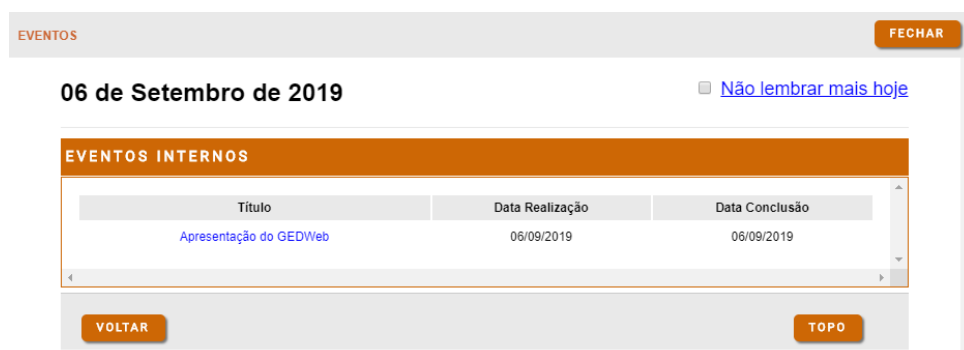 EVENTOS FECHAR
06 de Setembro de 2019 Não lembrar mais hoje
EVENTOS INTERNOS
Título Data Realização Data Conclusão
Apresentação do GEDWeb 06/09/2019 06/09/2019
VOLTAR TOPO